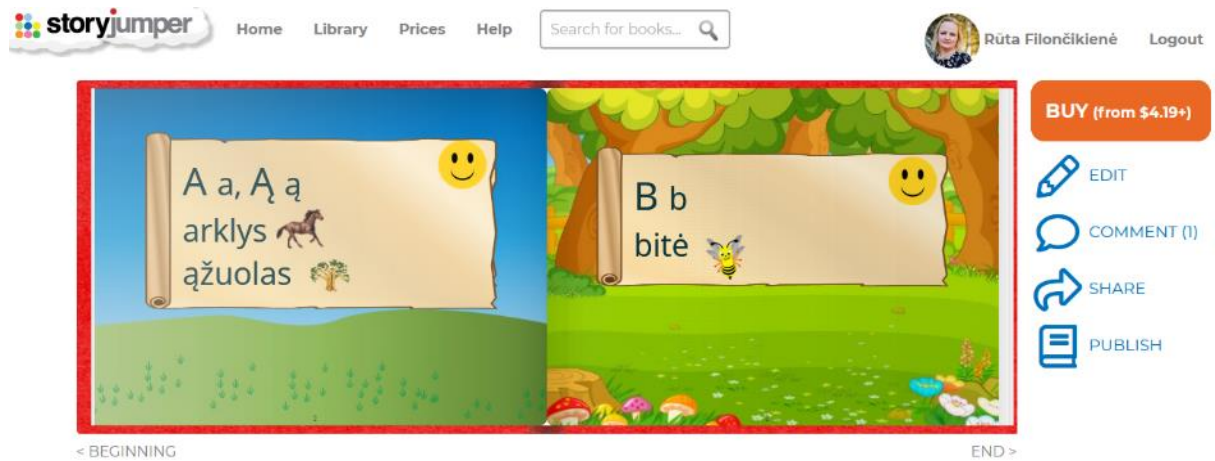 storyjumper
Home Library Prices Help
Search for books...
Rūta Filončikienė Logout
A a, Ą ą
arklys
ąžuolas
1
B b
bitė
BUY (from $4.19+)
EDIT
COMMENT (1)
SHARE
PUBLISH
< BEGINNING
END >